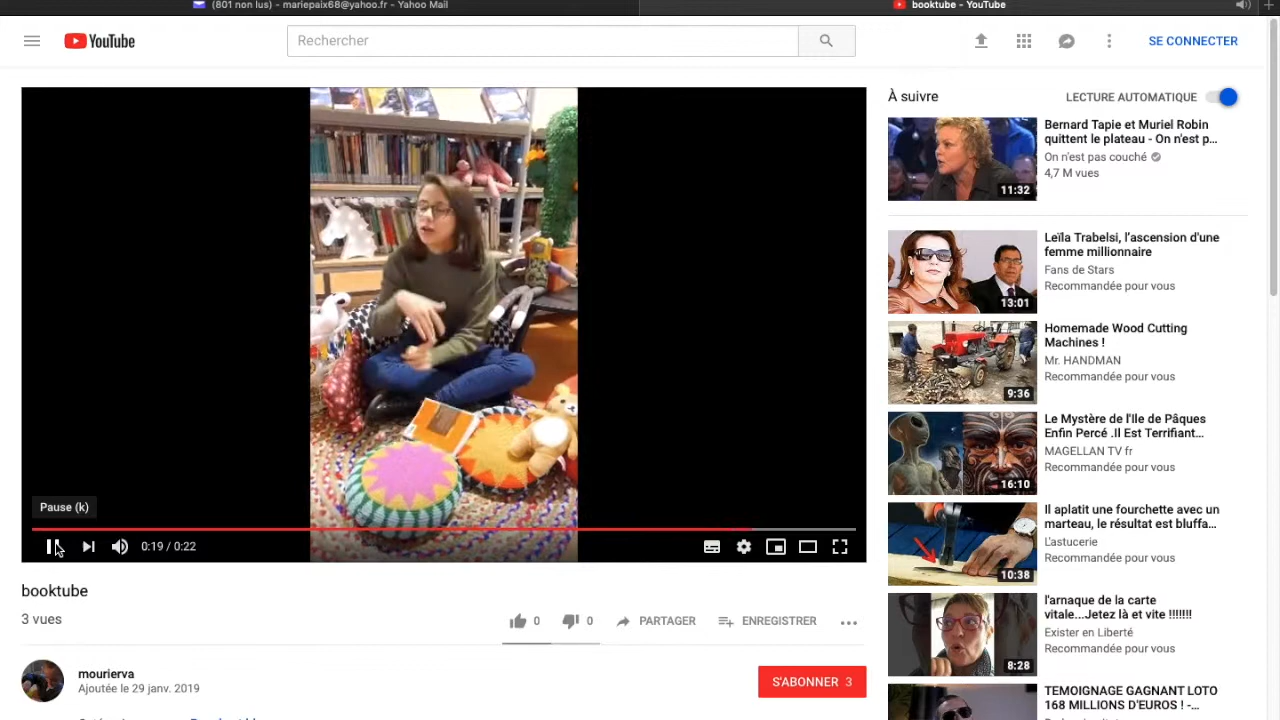 (801 non lus) - mariepaix68@yahoo.fr - Yahoo Mail
booktube - YouTube
YouTube
Rechercher
SE CONNECTER
À suivre
LECTURE AUTOMATIQUE
Bernard Tapie et Muriel Robin
quittent le plateau - On n'est p...
On n'est pas couché
4,7 M vues
11:32
Leïla Trabelsi, l'ascension d'une
femme millionnaire
Fans de Stars
Recommandée pour vous
13:01
Homemade Wood Cutting
Machines !
Mr. HANDMAN
Recommandée pour vous
9:36
Le Mystère de l'Ile de Pâques
Enfin Percé .Il Est Terrifiant...
MAGELLAN TV fr
Recommandée pour vous
16:10
Il aplatit une fourchette avec un
marteau, le résultat est bluffa...
L'astucerie
Recommandée pour vous
10:38
l'arnaque de la carte
vitale...Jetez là et vite !!!!!!!
Exister en Liberté
Recommandée pour vous
8:28
TEMOIGNAGE GAGNANT LOTO
168 MILLIONS D'EUROS ! -...
Pause (k)
0:19 / 0:22
booktube
3 vues
0
0
PARTAGER
ENREGISTRER
mourierva
Ajoutée le 29 janv. 2019
S'ABONNER 3